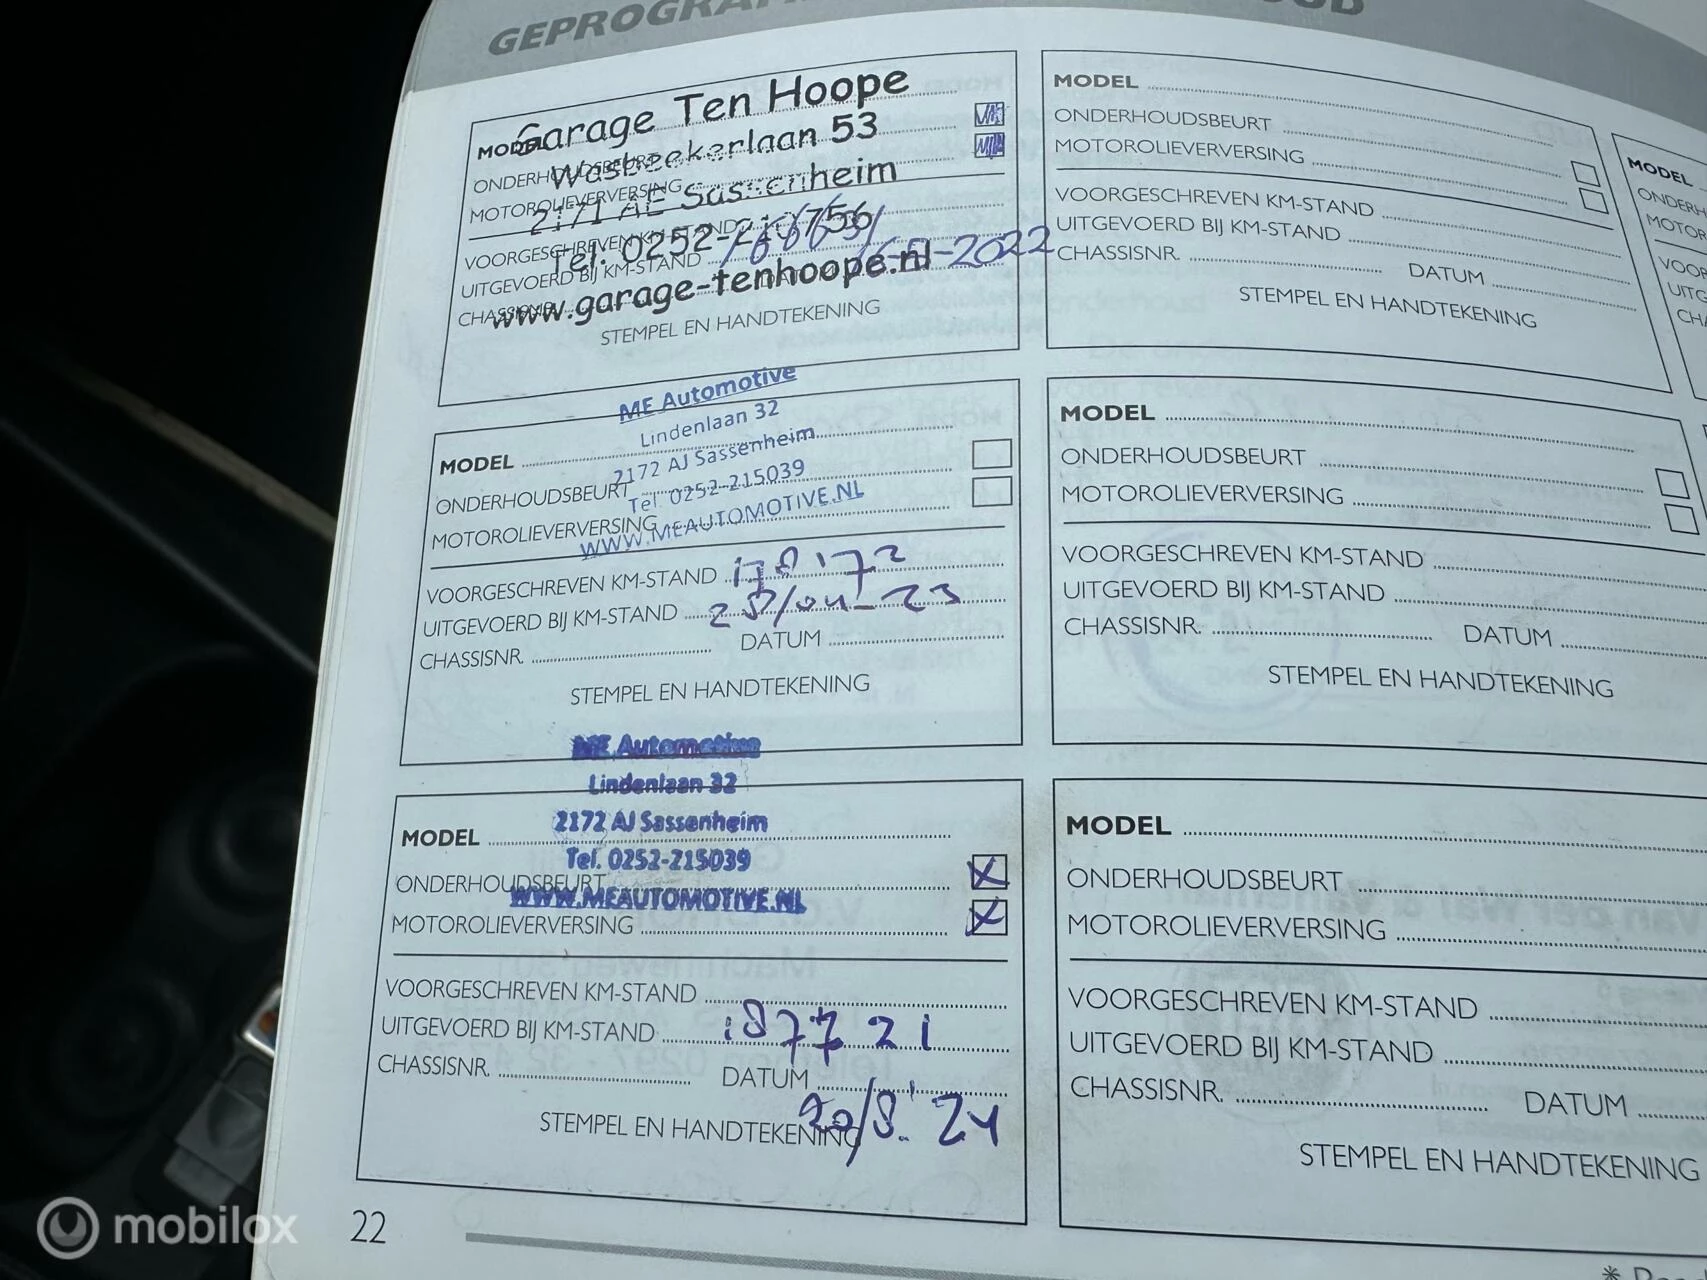 Garage Ten Hoope
MODEL
Wasbeekerlaan 53
ONDERHOUDSBEURT
MOTOROLIEVERVERSING
2171 AE Sassenheim
VOORGESCHREVEN KM-STAND
Tel. 0252-
UITGEVOERD BIJ KM-STAND
-2022
www.garage-tenhoope.nl
CHASSISNR.
STEMPEL EN HANDTEKENING
ME Automotive
Lindenlaan 32
2172 AJ Sassenheim
MODEL
Tel. 0252-215039
ONDERHOUDSBEURT
WWW.MEAUTOMOTIVE.NL
MOTOROLIEVERVERSING
VOORGESCHREVEN KM-STAND 178172
UITGEVOERD BIJ KM-STAND
CHASSISNR. DATUM
STEMPEL EN HANDTEKENING
ME Automotive
Lindenlaan 32
2172 AJ Sassenheim
MODEL
Tel. 0252-215039
ONDERHOUDSBEURT X
WWW.MEAUTOMOTIVE.NL
MOTOROLIEVERVERSING X
VOORGESCHREVEN KM-STAND
UITGEVOERD BIJ KM-STAND 187721
CHASSISNR. DATUM
20/8.'24
STEMPEL EN HANDTEKENING
22
MODEL
ONDERHOUDSBEURT
MOTOROLIEVERVERSING
VOORGESCHREVEN KM-STAND
UITGEVOERD BIJ KM-STAND
CHASSISNR. DATUM
STEMPEL EN HANDTEKENING
MODEL
ONDERHOUDSBEURT
MOTOROLIEVERVERSING
VOORGESCHREVEN KM-STAND
UITGEVOERD BIJ KM-STAND
CHASSISNR. DATUM
STEMPEL EN HANDTEKENING
MODEL
ONDERHOUDSBEURT
MOTOROLIEVERVERSING
VOORGESCHREVEN KM-STAND
UITGEVOERD BIJ KM-STAND
CHASSISNR. DATUM
STEMPEL EN HANDTEKENING
MODEL
mobilox